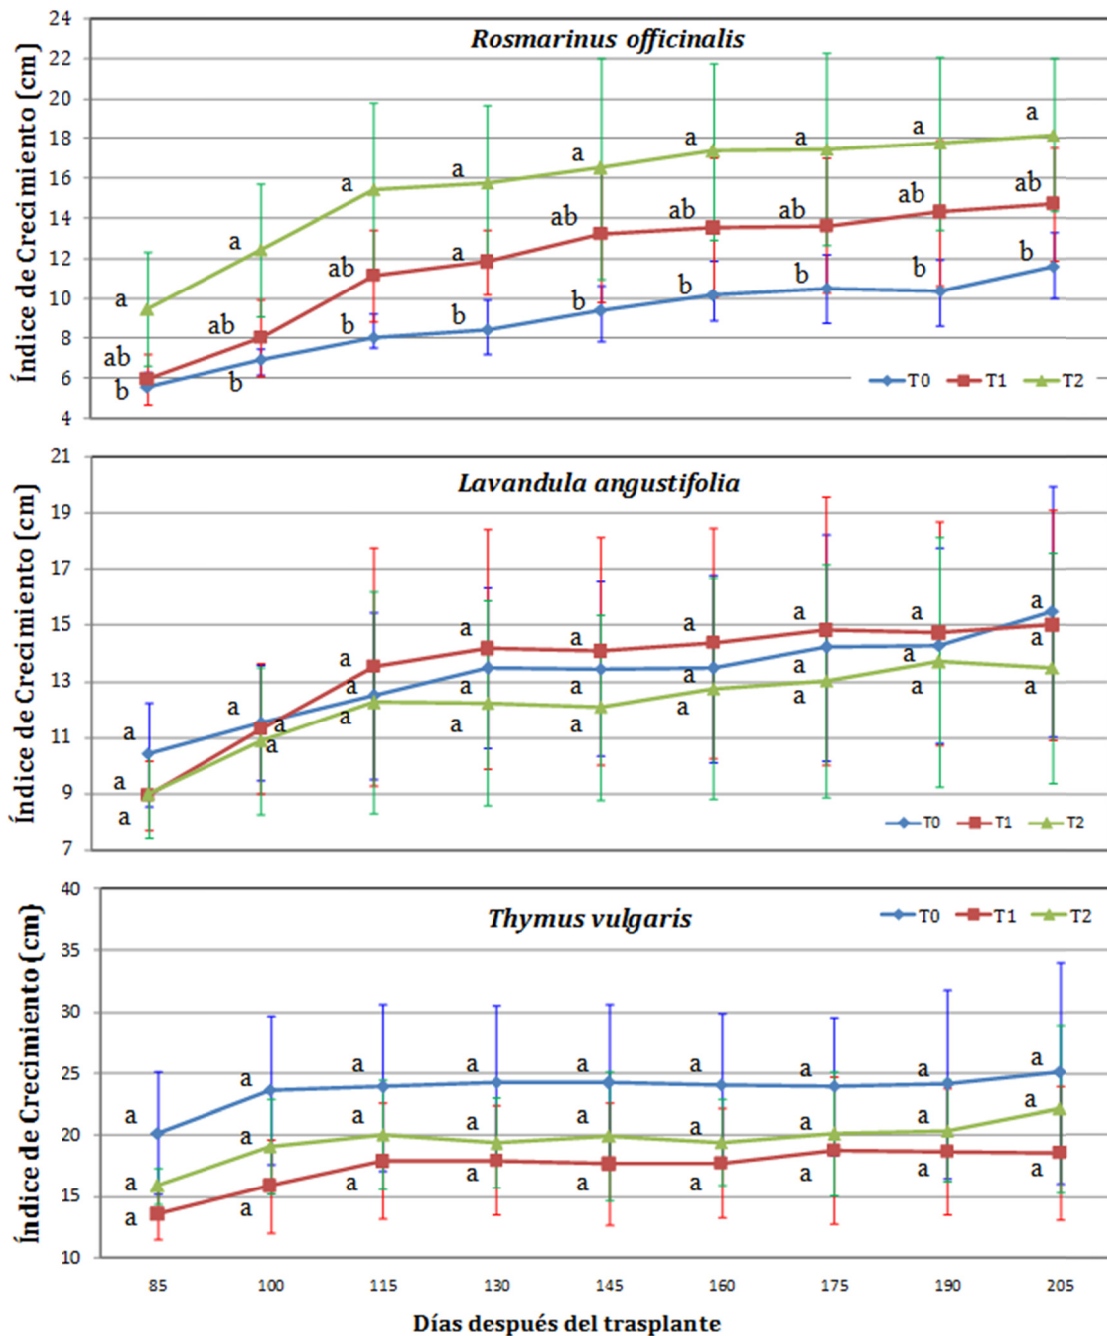 Rosmarinus officinalis
Índice de Crecimiento (cm)
24
22
20
18
16
14
12
10
8
6
4
a a a a a a a a a
ab ab ab a ab ab ab ab ab
b b b b b b b b b
T0 T1 T2
Lavandula angustifolia
Índice de Crecimiento (cm)
21
19
17
15
13
11
9
7
a a a a a a a a a
a a a a a a a a a
a a a a a a a a a
T0 T1 T2
Thymus vulgaris
T0 T1 T2
Índice de Crecimiento (cm)
40
35
30
25
20
15
10
a a a a a a a a a
a a a a a a a a a
a a a a a a a a a
85 100 115 130 145 160 175 190 205
Días después del trasplante